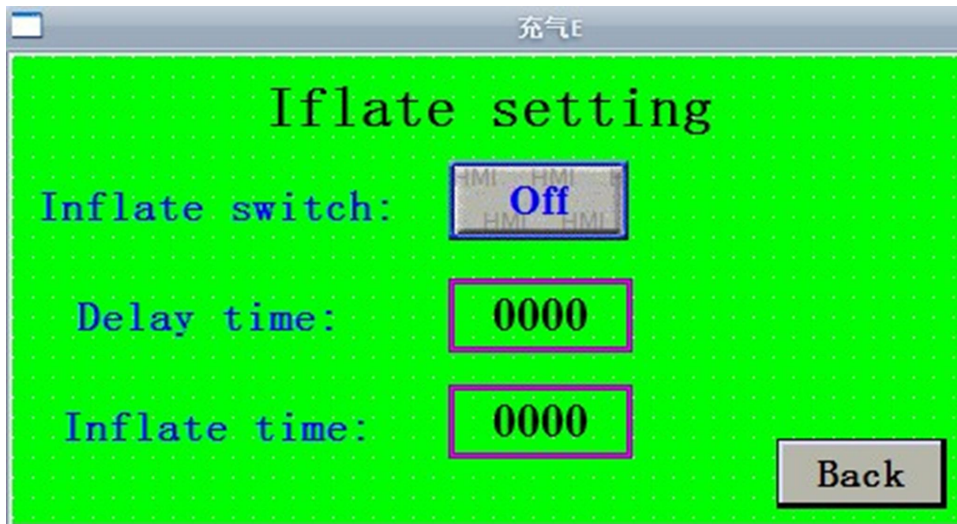 充气E
Iflate setting
HMI HMI
Inflate switch: Off
HMI HMI
Delay time: 0000
Inflate time: 0000
Back